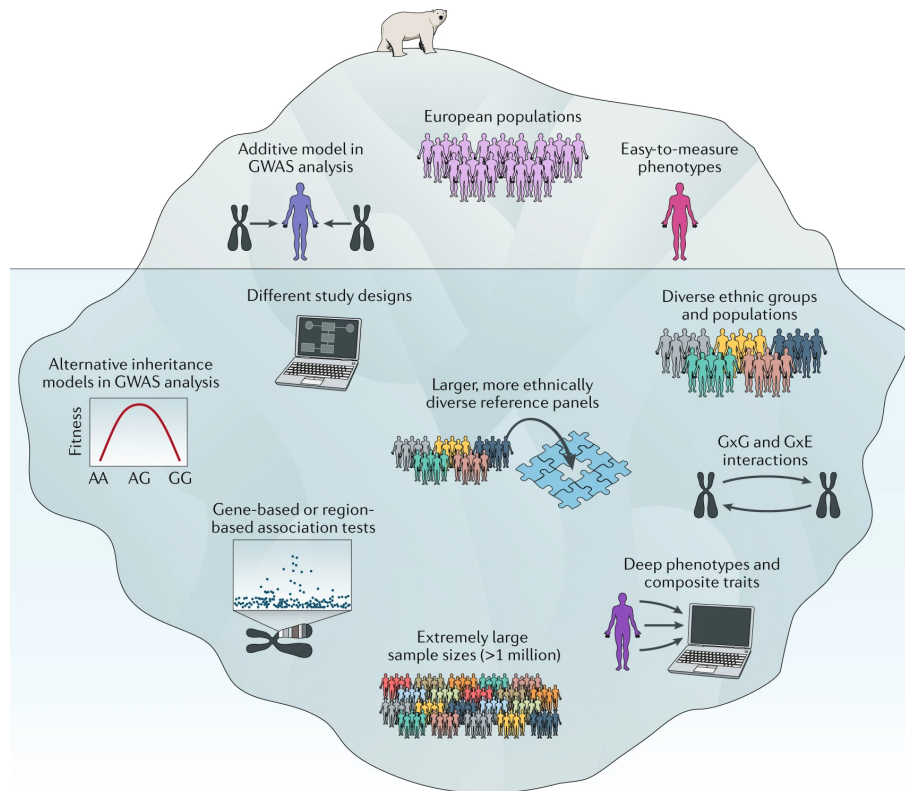 European populations
Additive model in
GWAS analysis
Easy-to-measure
phenotypes
Different study designs
Diverse ethnic groups
and populations
Alternative inheritance
models in GWAS analysis
Fitness
AA AG GG
Larger, more ethnically
diverse reference panels
GxG and GxE
interactions
Gene-based or region-
based association tests
Deep phenotypes and
composite traits
Extremely large
sample sizes (>1 million)